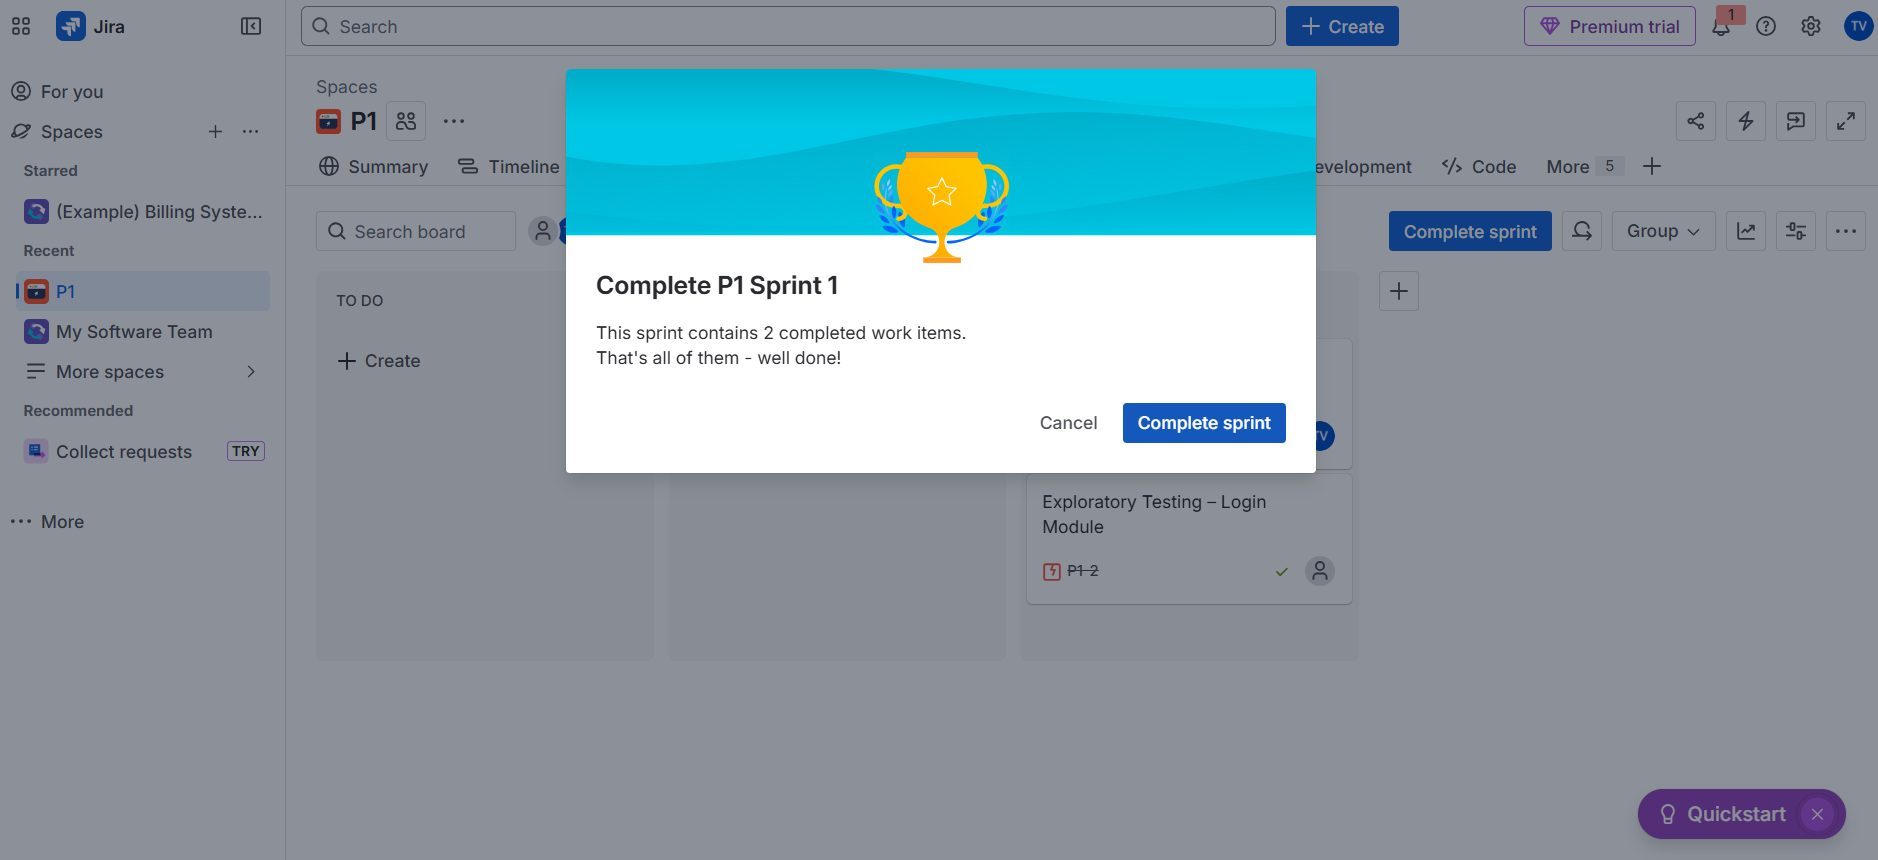 Jira
Search
Create
Premium trial
1
TV
For you
Spaces
Starred
(Example) Billing Syste...
Recent
P1
My Software Team
More spaces
Recommended
Collect requests
TRY
More
Spaces
P1
Summary
Timeline
evelopment
Code
More 5
Search board
Complete sprint
Group
TO DO
Create
Complete P1 Sprint 1
This sprint contains 2 completed work items.
That's all of them - well done!
Cancel
Complete sprint
TV
Exploratory Testing – Login
Module
P1-2
Quickstart